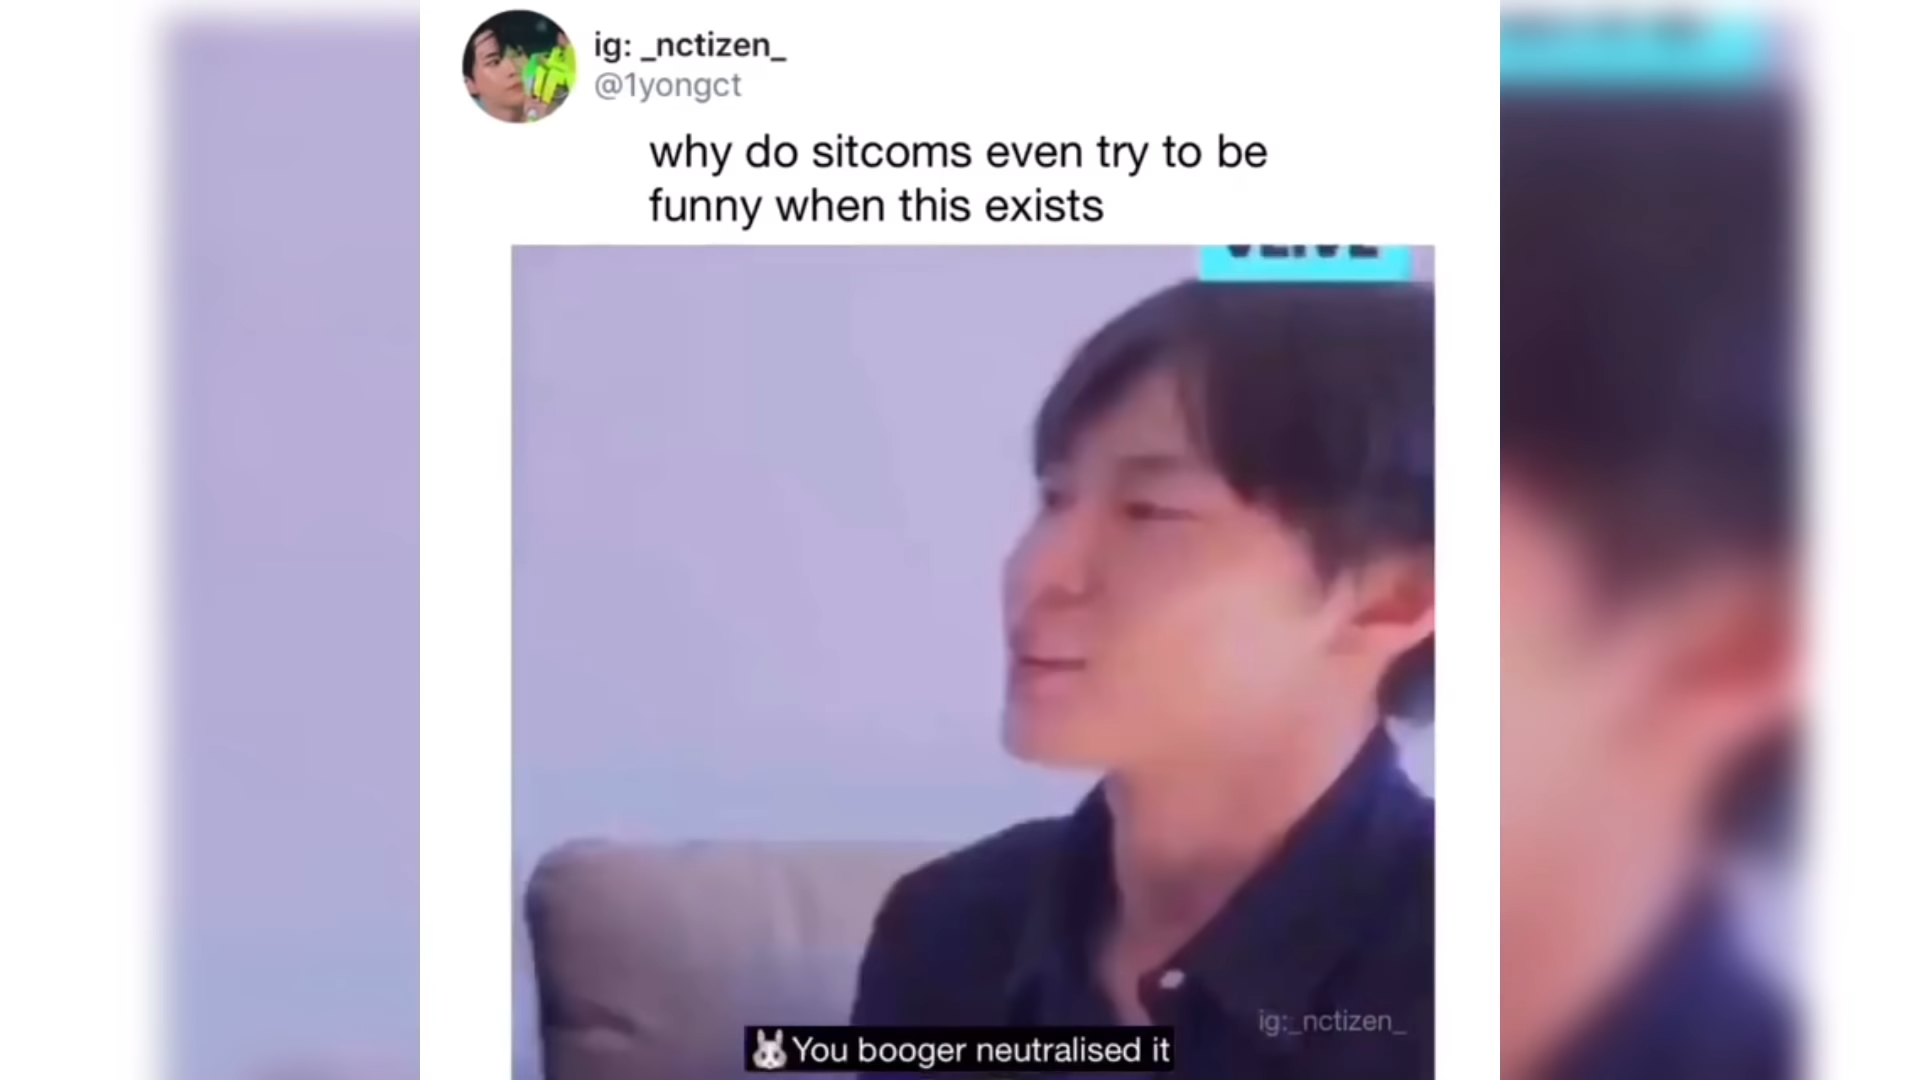 ig: _nctizen_
@1yongct
why do sitcoms even try to be
funny when this exists
VLIVE
ig:_nctizen_
🐰You booger neutralised it